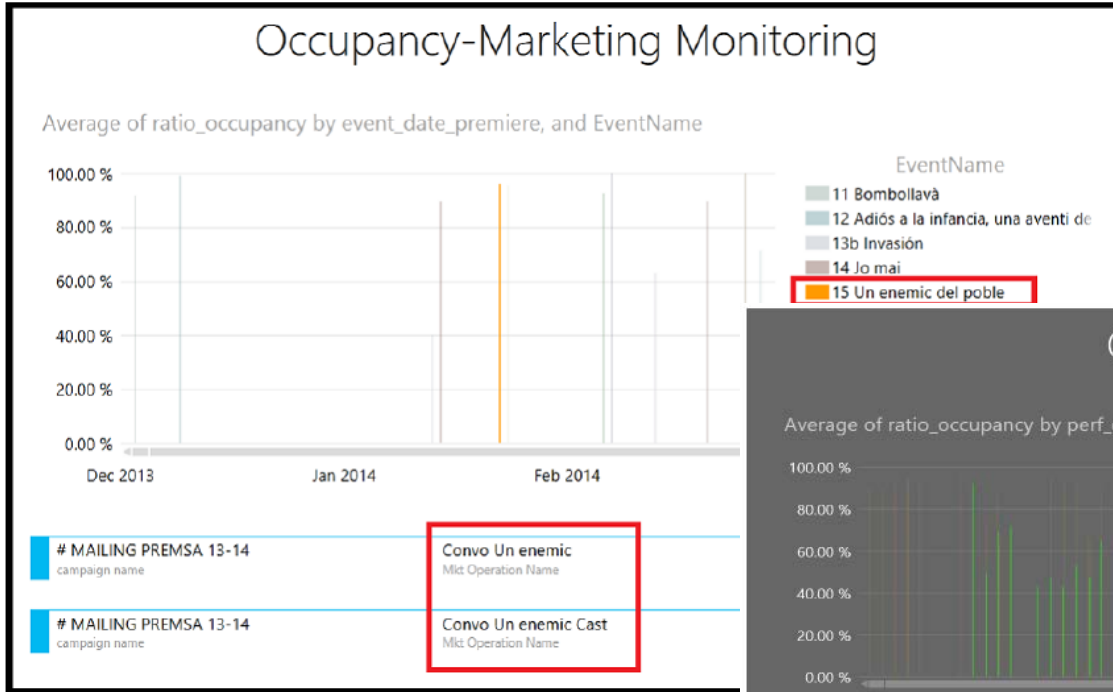 Occupancy-Marketing Monitoring
Average of ratio_occupancy by event_date_premiere, and EventName
EventName
11 Bombollavà
12 Adiós a la infancia, una aventi de
13b Invasión
14 Jo mai
15 Un enemic del poble
100.00 %
80.00 %
60.00 %
40.00 %
20.00 %
0.00 %
Dec 2013 Jan 2014 Feb 2014
# MAILING PREMSA 13-14 Convo Un enemic
campaign name Mkt Operation Name
# MAILING PREMSA 13-14 Convo Un enemic Cast
campaign name Mkt Operation Name
Average of ratio_occupancy by perf_
100.00 %
80.00 %
60.00 %
40.00 %
20.00 %
0.00 %